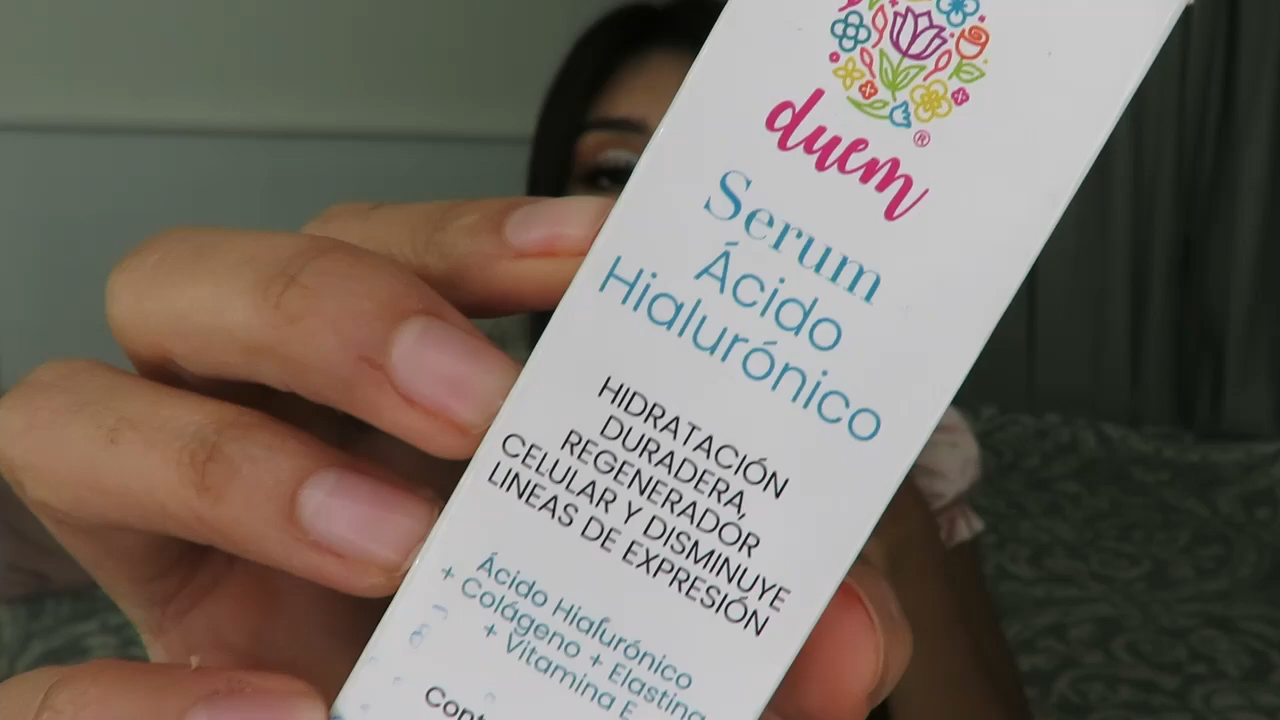 duem®
Serum
Ácido
Hialurónico
HIDRATACIÓN
DURADERA,
REGENERADOR
CELULAR Y DISMINUYE
LINEAS DE EXPRESIÓN
Ácido Hialurónico
+ Colágeno + Elastina
+ Vitamina E